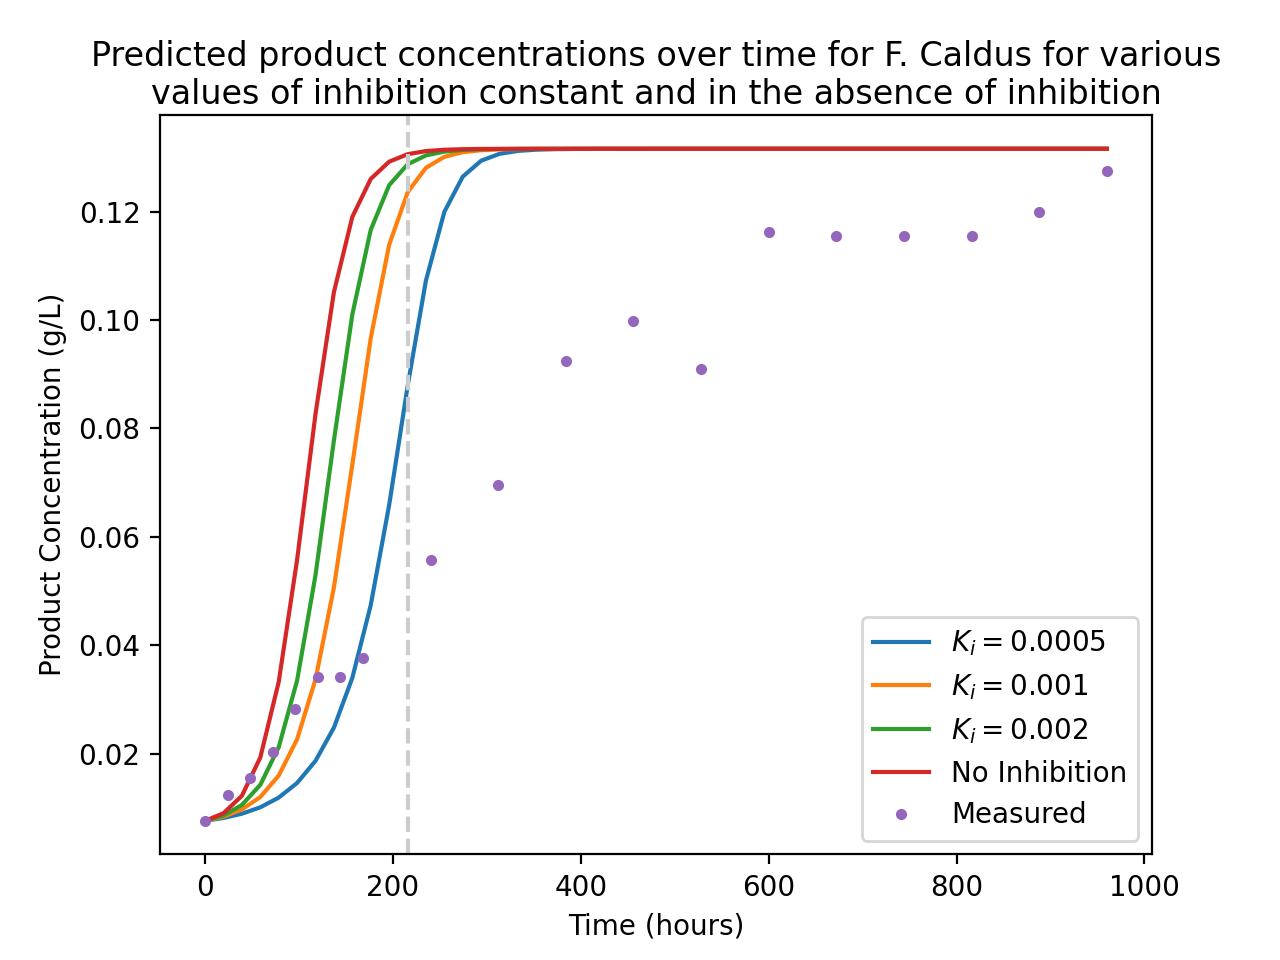 Predicted product concentrations over time for F. Caldus for various
values of inhibition constant and in the absence of inhibition
Product Concentration (g/L)
0.12
0.10
0.08
0.06
0.04
0.02
0
200
400
600
800
1000
Time (hours)
K_i = 0.0005
K_i = 0.001
K_i = 0.002
No Inhibition
Measured